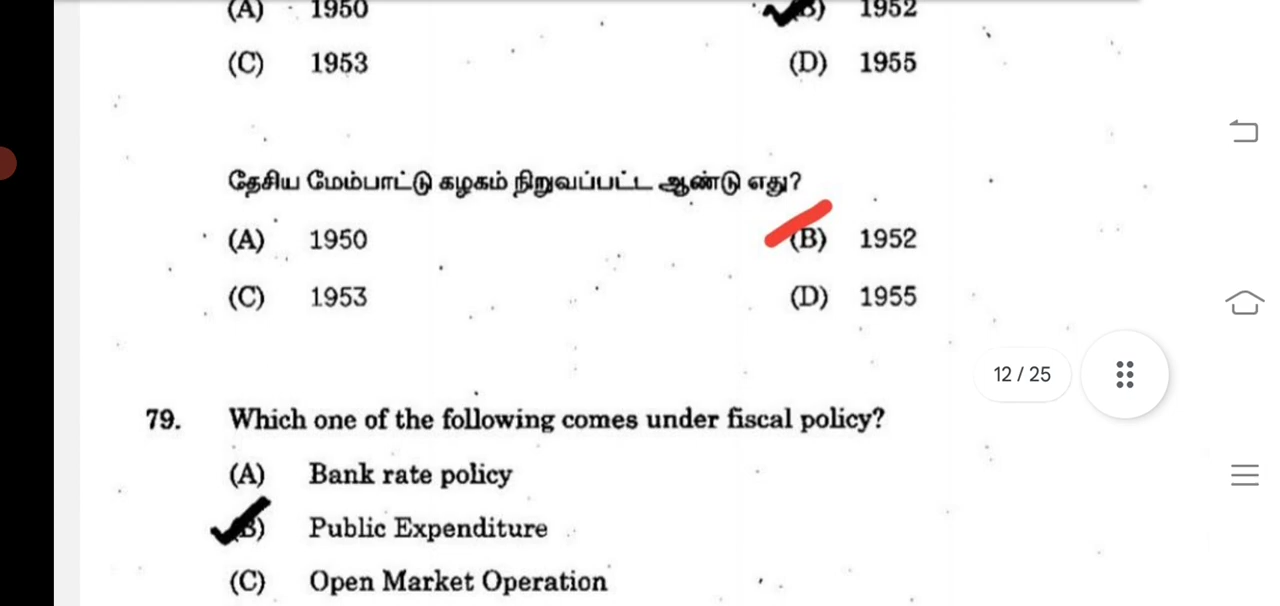 (A) 1950 (B) 1952
(C) 1953 (D) 1955
தேசிய மேம்பாட்டு கழகம் நிறுவப்பட்ட ஆண்டு எது?
(A) 1950 (B) 1952
(C) 1953 (D) 1955
12 / 25
79. Which one of the following comes under fiscal policy?
(A) Bank rate policy
(B) Public Expenditure
(C) Open Market Operation